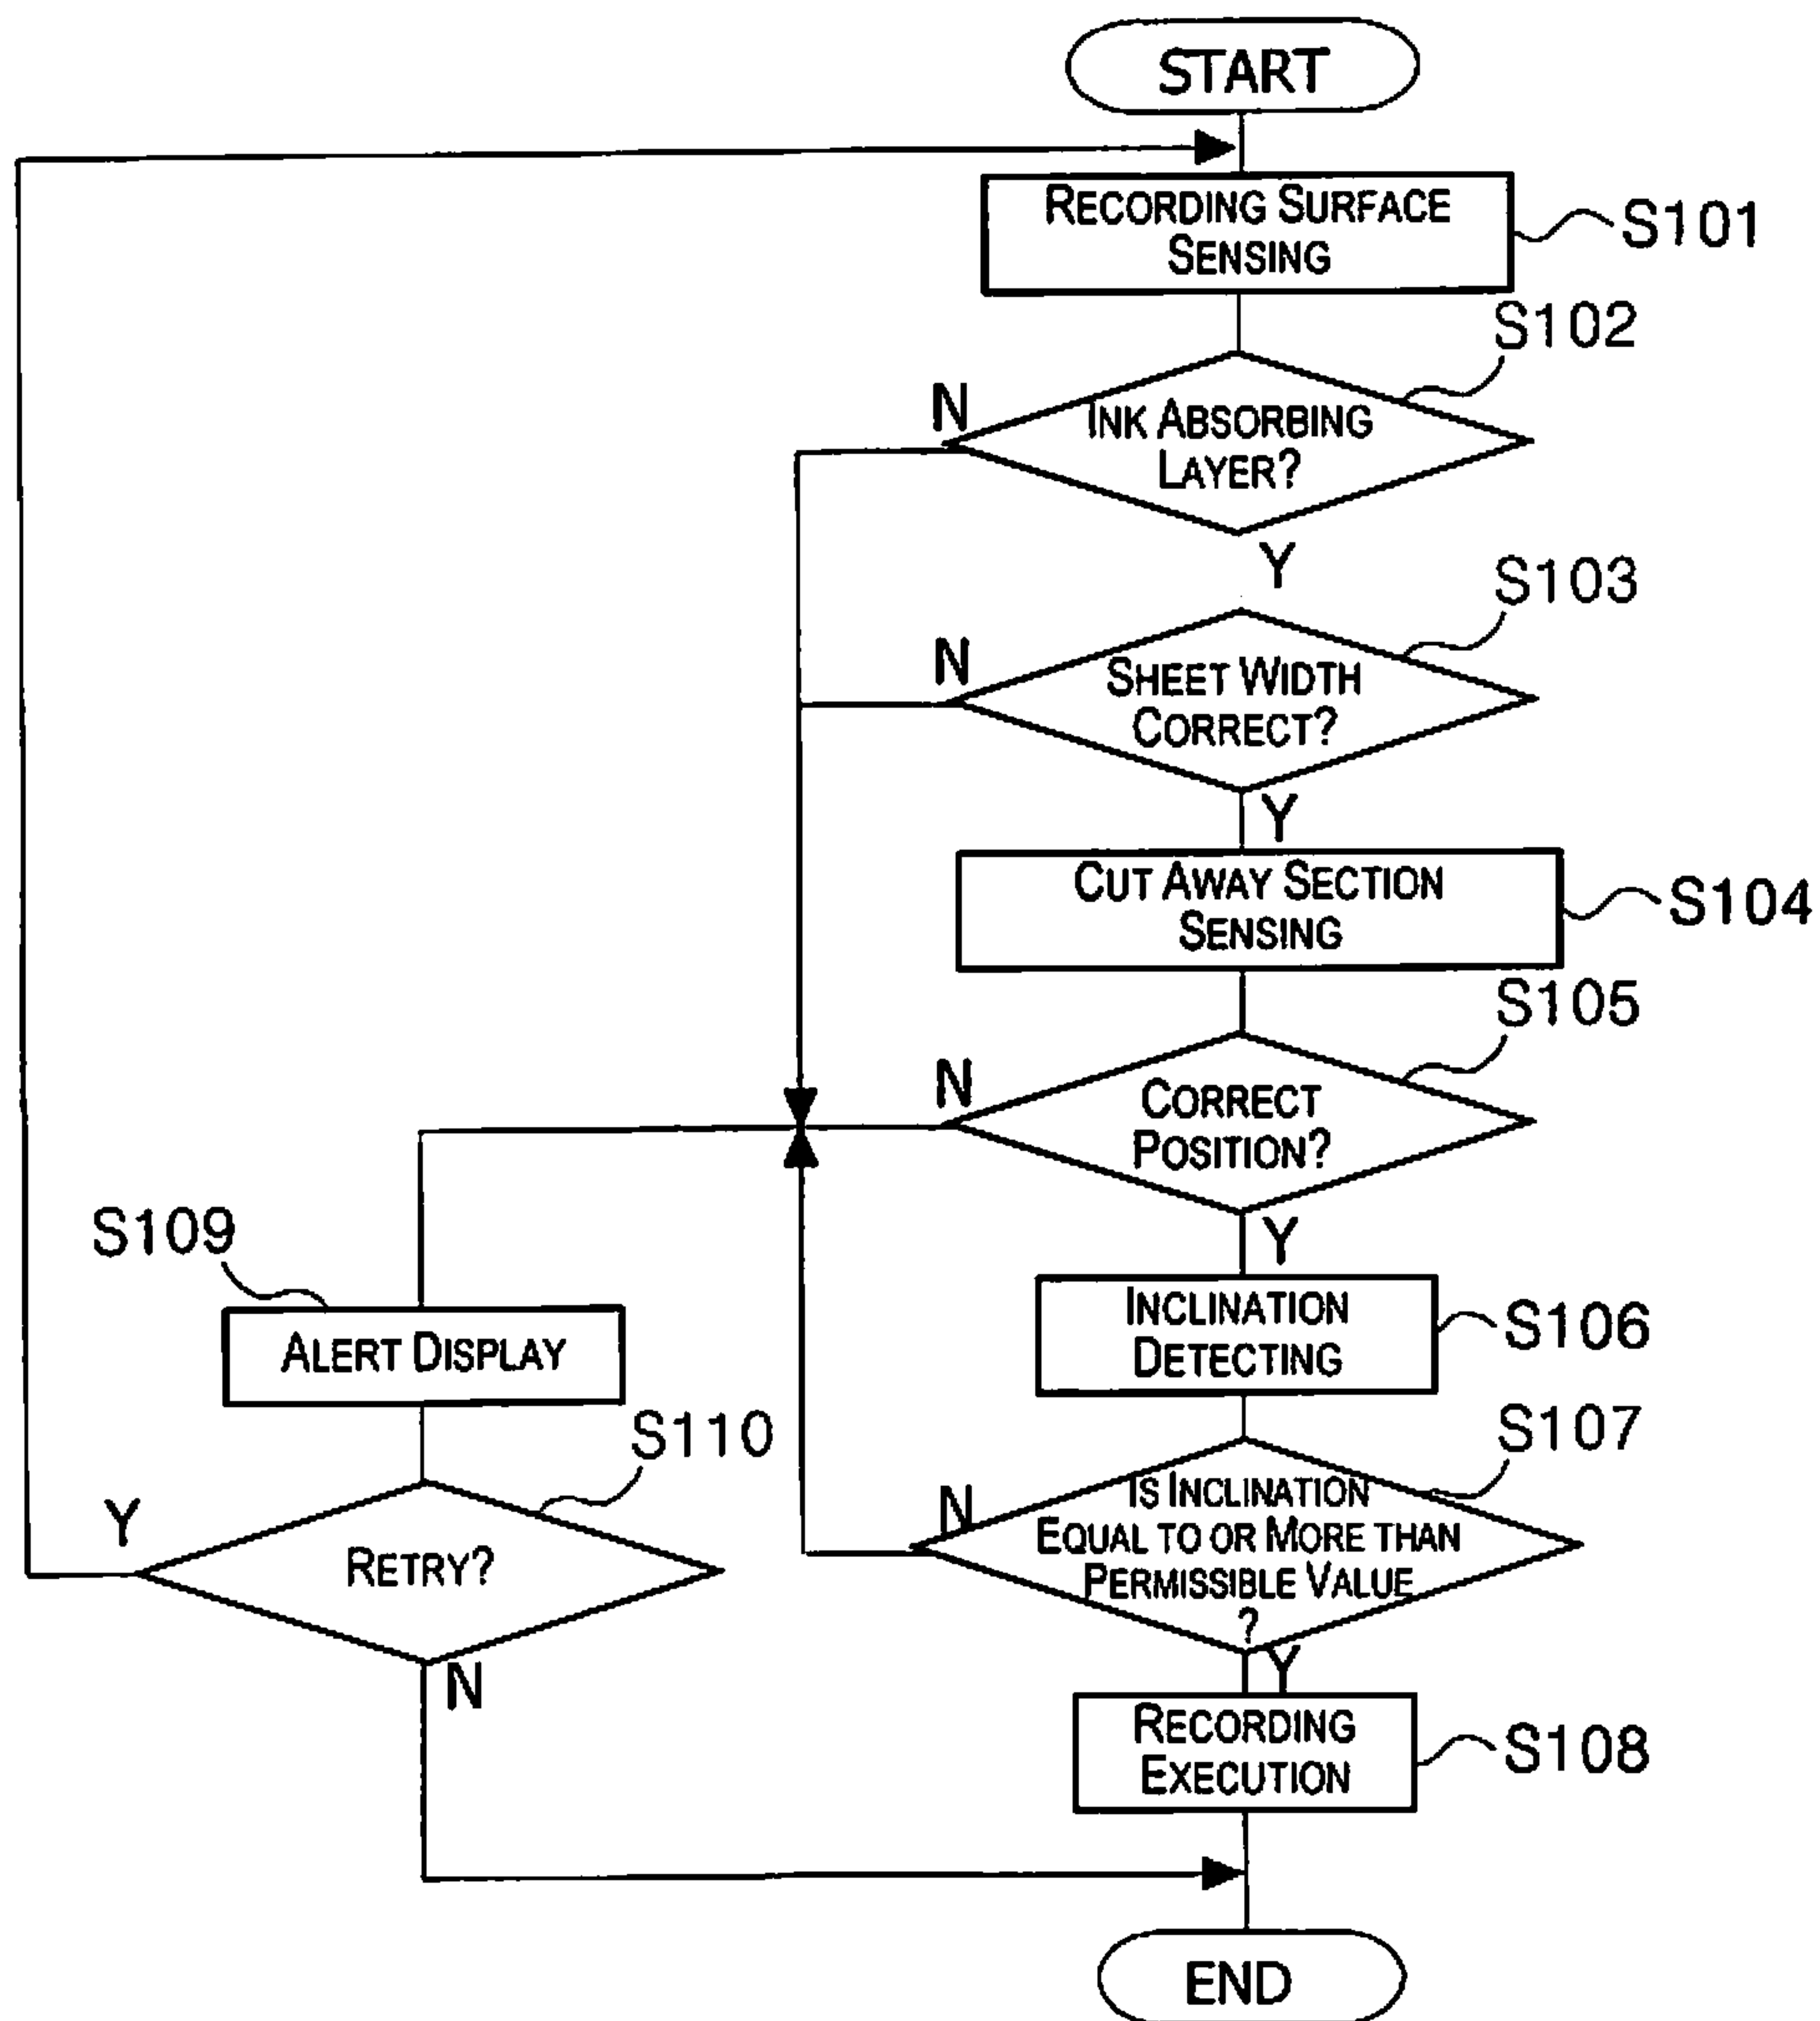 START
RECORDING SURFACE
SENSING
S101
S102
N
INK ABSORBING
LAYER?
Y
S103
N
SHEET WIDTH
CORRECT?
Y
CUT AWAY SECTION
SENSING
S104
S105
N
CORRECT
POSITION?
Y
S109
INCLINATION
DETECTING
S106
ALERT DISPLAY
S110
S107
N
IS INCLINATION
EQUAL TO OR MORE THAN
PERMISSIBLE VALUE
?
Y
Y
RETRY?
N
RECORDING
EXECUTION
S108
END